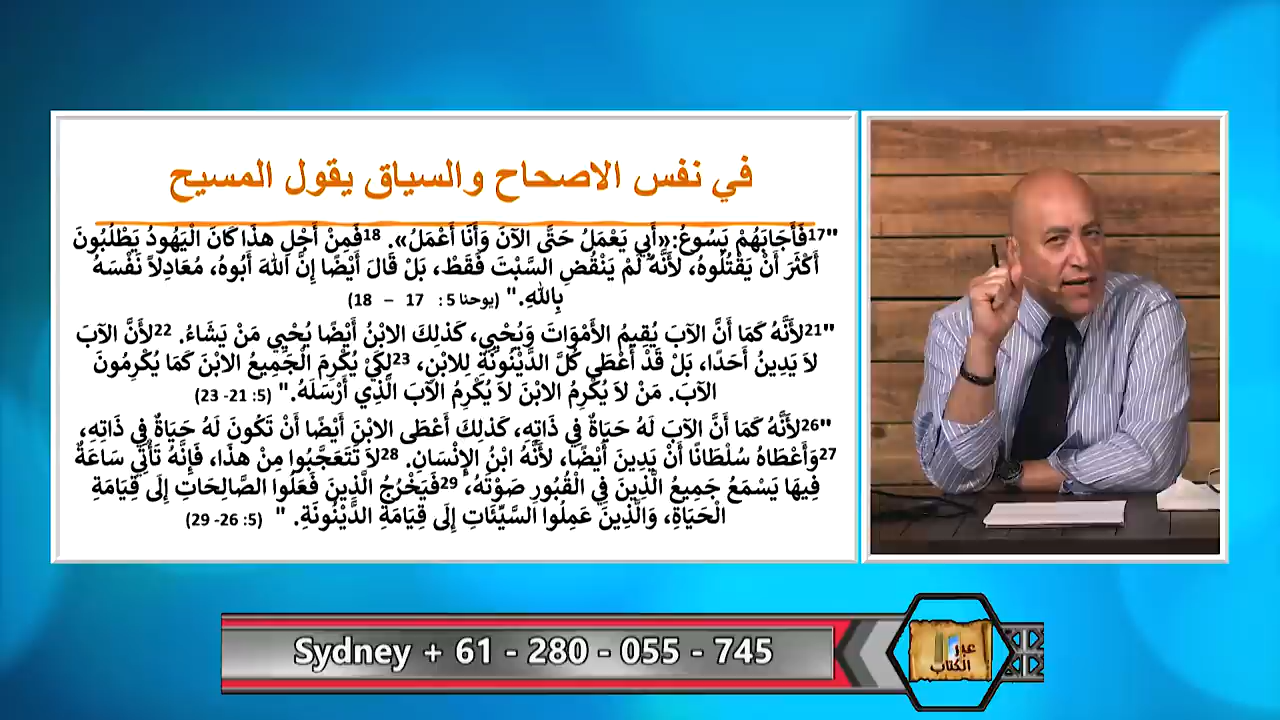 في نفس الاصحاح والسياق يقول المسيح
"17فَأَجَابَهُمْ يَسُوعُ:«أَبِي يَعْمَلُ حَتَّى الآنَ وَأَنَا أَعْمَلُ». 18فَمِنْ أَجْلِ هذَا كَانَ الْيَهُودُ يَطْلُبُونَ
أَكْثَرَ أَنْ يَقْتُلُوهُ، لأَنَّهُ لَمْ يَنْقُضِ السَّبْتَ فَقَطْ، بَلْ قَالَ أَيْضًا إِنَّ اللهَ أَبُوهُ، مُعَادِلاً نَفْسَهُ
بِاللهِ." (يوحنا 5 : 17 – 18)
"21لأَنَّهُ كَمَا أَنَّ الآبَ يُقِيمُ الأَمْوَاتَ وَيُحْيِي، كَذلِكَ الابْنُ أَيْضًا يُحْيِي مَنْ يَشَاءُ. 22لأَنَّ الآبَ
لاَ يَدِينُ أَحَدًا، بَلْ قَدْ أَعْطَى كُلَّ الدَّيْنُونَةِ لِلابْنِ، 23لِكَيْ يُكْرِمَ الْجَمِيعُ الابْنَ كَمَا يُكْرِمُونَ
الآبَ. مَنْ لاَ يُكْرِمُ الابْنَ لاَ يُكْرِمُ الآبَ الَّذِي أَرْسَلَهُ." (5: 21- 23)
"26لأَنَّهُ كَمَا أَنَّ الآبَ لَهُ حَيَاةٌ فِي ذَاتِهِ، كَذلِكَ أَعْطَى الابْنَ أَيْضًا أَنْ تَكُونَ لَهُ حَيَاةٌ فِي ذَاتِهِ،
27وَأَعْطَاهُ سُلْطَانًا أَنْ يَدِينَ أَيْضًا، لأَنَّهُ ابْنُ الإِنْسَانِ. 28لاَ تَتَعَجَّبُوا مِنْ هذَا، فَإِنَّهُ تَأْتِي سَاعَةٌ
فِيهَا يَسْمَعُ جَمِيعُ الَّذِينَ فِي الْقُبُورِ صَوْتَهُ، 29فَيَخْرُجُ الَّذِينَ فَعَلُوا الصَّالِحَاتِ إِلَى قِيَامَةِ
الْحَيَاةِ، وَالَّذِينَ عَمِلُوا السَّيِّئَاتِ إِلَى قِيَامَةِ الدَّيْنُونَةِ. " (5: 26- 29)
Sydney + 61 - 280 - 055 - 745
عبر
الكتاب